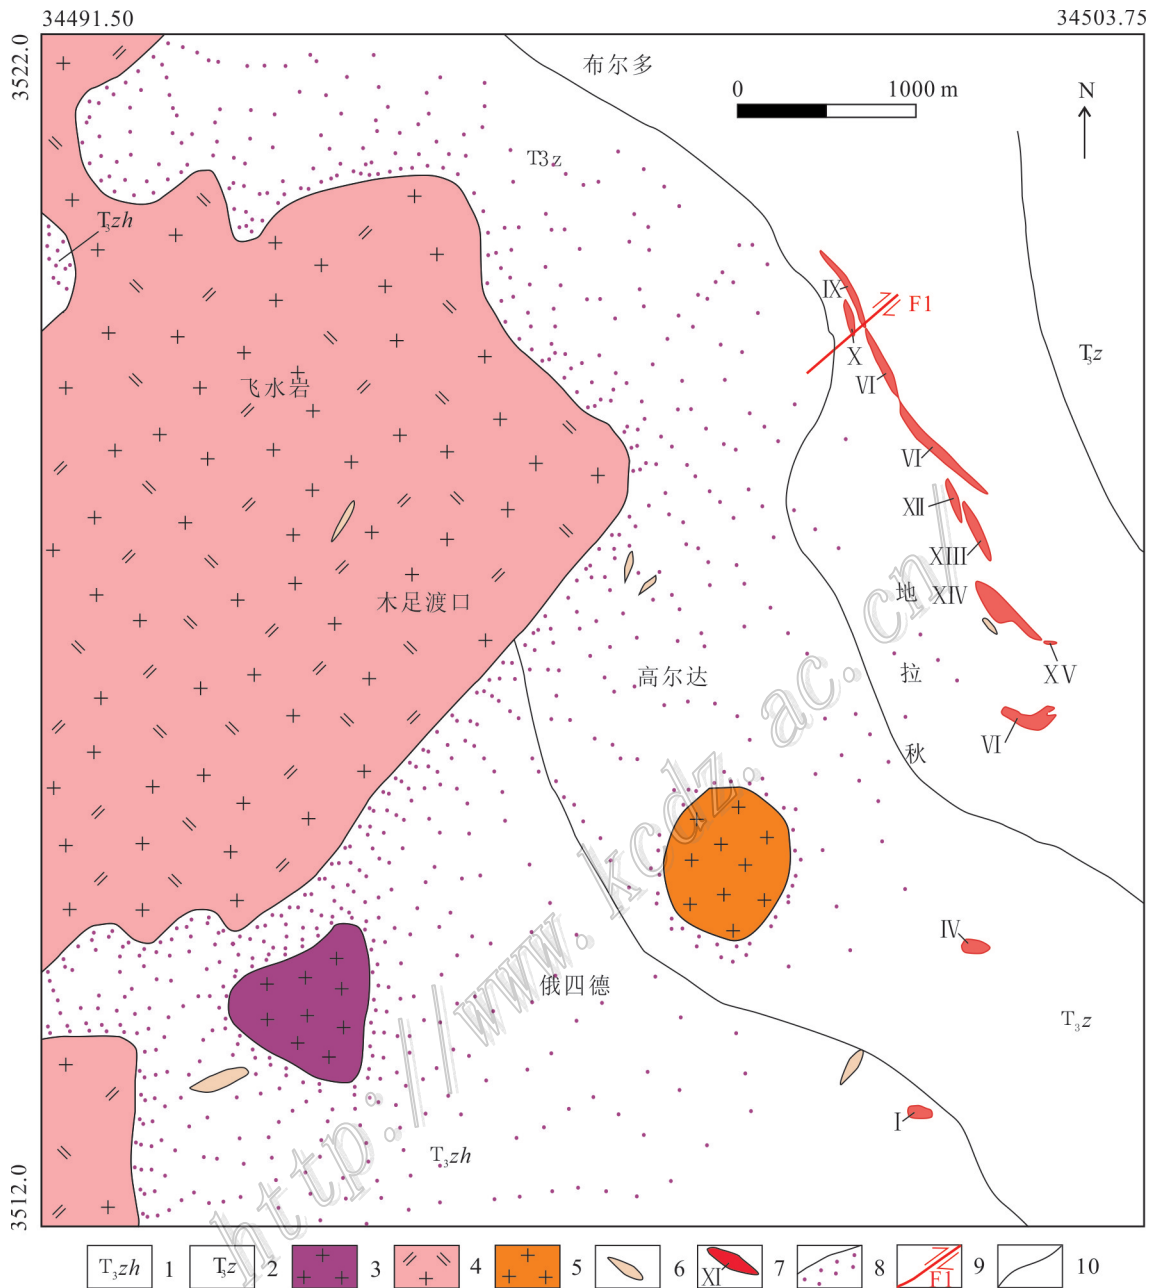 34491.50
34503.75
3522.0
布尔多
0
1000 m
N
T3z
T₃zh
IX
F1
X
T₃z
VI
飞水岩
VI
XII
XIII
地
XIV
木足渡口
拉
高尔达
XV
秋
VI
IV
俄四德
T₃z
I
T₃zh
3512.0
http://www.kcdz.ac.cn/
T₃zh 1
T₃z 2
3
4
5
6
XI 7
8
F1 9
10